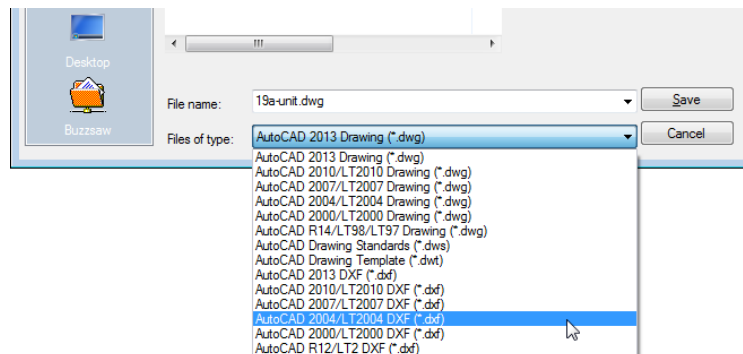 Desktop
Buzzsaw
File name:
19a-unit.dwg
Save
Files of type:
AutoCAD 2013 Drawing (*.dwg)
Cancel
AutoCAD 2013 Drawing (*.dwg)
AutoCAD 2010/LT2010 Drawing (*.dwg)
AutoCAD 2007/LT2007 Drawing (*.dwg)
AutoCAD 2004/LT2004 Drawing (*.dwg)
AutoCAD 2000/LT2000 Drawing (*.dwg)
AutoCAD R14/LT98/LT97 Drawing (*.dwg)
AutoCAD Drawing Standards (*.dws)
AutoCAD Drawing Template (*.dwt)
AutoCAD 2013 DXF (*.dxf)
AutoCAD 2010/LT2010 DXF (*.dxf)
AutoCAD 2007/LT2007 DXF (*.dxf)
AutoCAD 2004/LT2004 DXF (*.dxf)
AutoCAD 2000/LT2000 DXF (*.dxf)
AutoCAD R12/LT2 DXF (*.dxf)